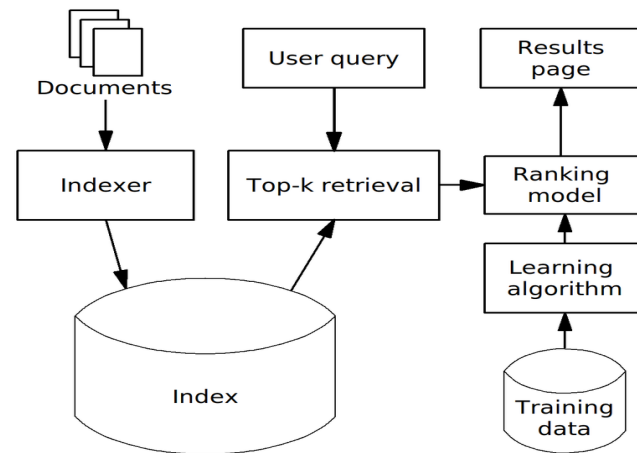 Documents
User query
Results
page
Indexer
Top-k retrieval
Ranking
model
Learning
algorithm
Index
Training
data